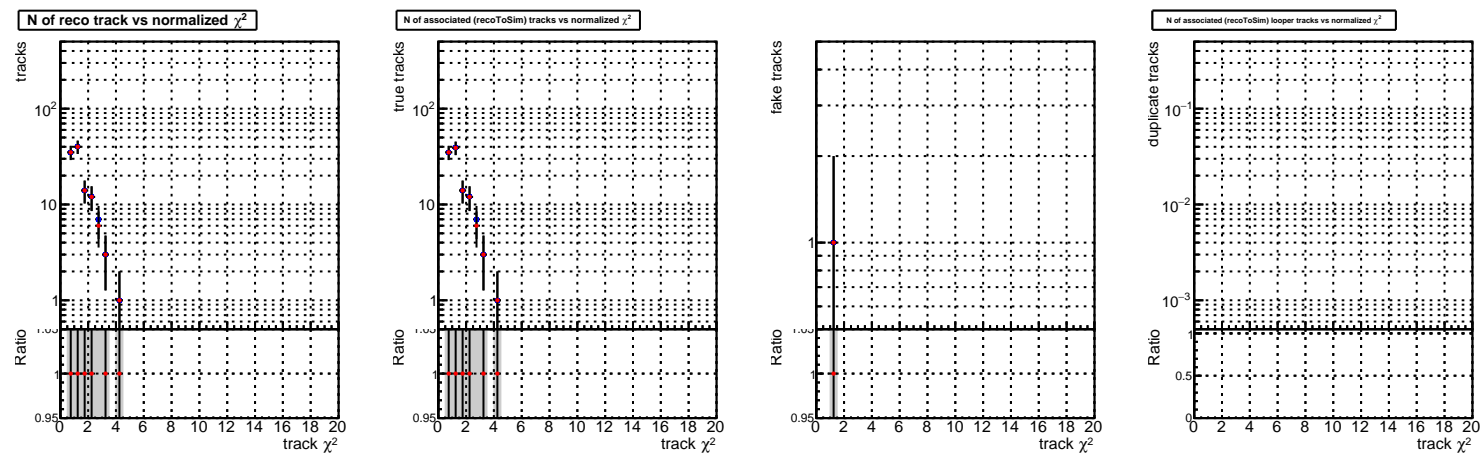 N of reco track vs normalized χ²
tracks
10²
10
1
Ratio
1
0.95
0 2 4 6 8 10 12 14 16 18 20
track χ²
N of associated (recoToSim) tracks vs normalized χ²
true tracks
10²
10
1
Ratio
1
0.95
0 2 4 6 8 10 12 14 16 18 20
track χ²
fake tracks
1
Ratio
1
0.95
0 2 4 6 8 10 12 14 16 18 20
track χ²
N of associated (recoToSim) looper tracks vs normalized χ²
duplicate tracks
10⁻¹
10⁻²
10⁻³
Ratio
1
0.5
0
0 2 4 6 8 10 12 14 16 18 20
track χ²